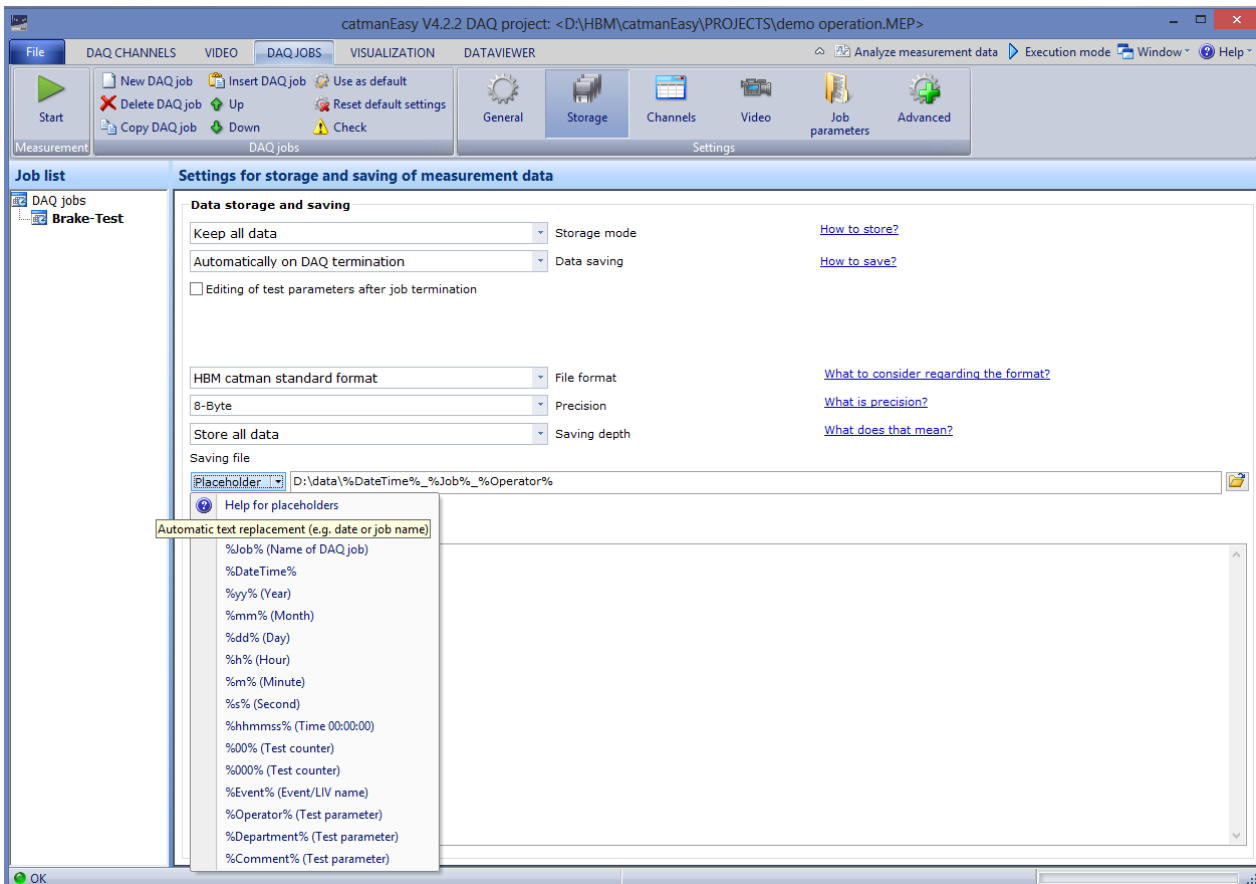 catmanEasy V4.2.2 DAQ project: <D:\HBM\catmanEasy\PROJECTS\demo operation.MEP>
File DAQ CHANNELS VIDEO DAQ JOBS VISUALIZATION DATAVIEWER Analyze measurement data Execution mode Window Help
New DAQ job Insert DAQ job Use as default
Delete DAQ job Up Reset default settings
Copy DAQ job Down Check
Start General Storage Channels Video Job parameters Advanced
Measurement DAQ jobs Settings
Job list
DAQ jobs
Brake-Test
Settings for storage and saving of measurement data
Data storage and saving
Keep all data Storage mode How to store?
Automatically on DAQ termination Data saving How to save?
Editing of test parameters after job termination
HBM catman standard format File format What to consider regarding the format?
8-Byte Precision What is precision?
Store all data Saving depth What does that mean?
Saving file
Placeholder D:\data\%DateTime%_%Job%_%Operator%
Help for placeholders
Automatic text replacement (e.g. date or job name)
%Job% (Name of DAQ job)
%DateTime%
%yy% (Year)
%mm% (Month)
%dd% (Day)
%h% (Hour)
%m% (Minute)
%s% (Second)
%hhmmss% (Time 00:00:00)
%00% (Test counter)
%000% (Test counter)
%Event% (Event/LIV name)
%Operator% (Test parameter)
%Department% (Test parameter)
%Comment% (Test parameter)
OK